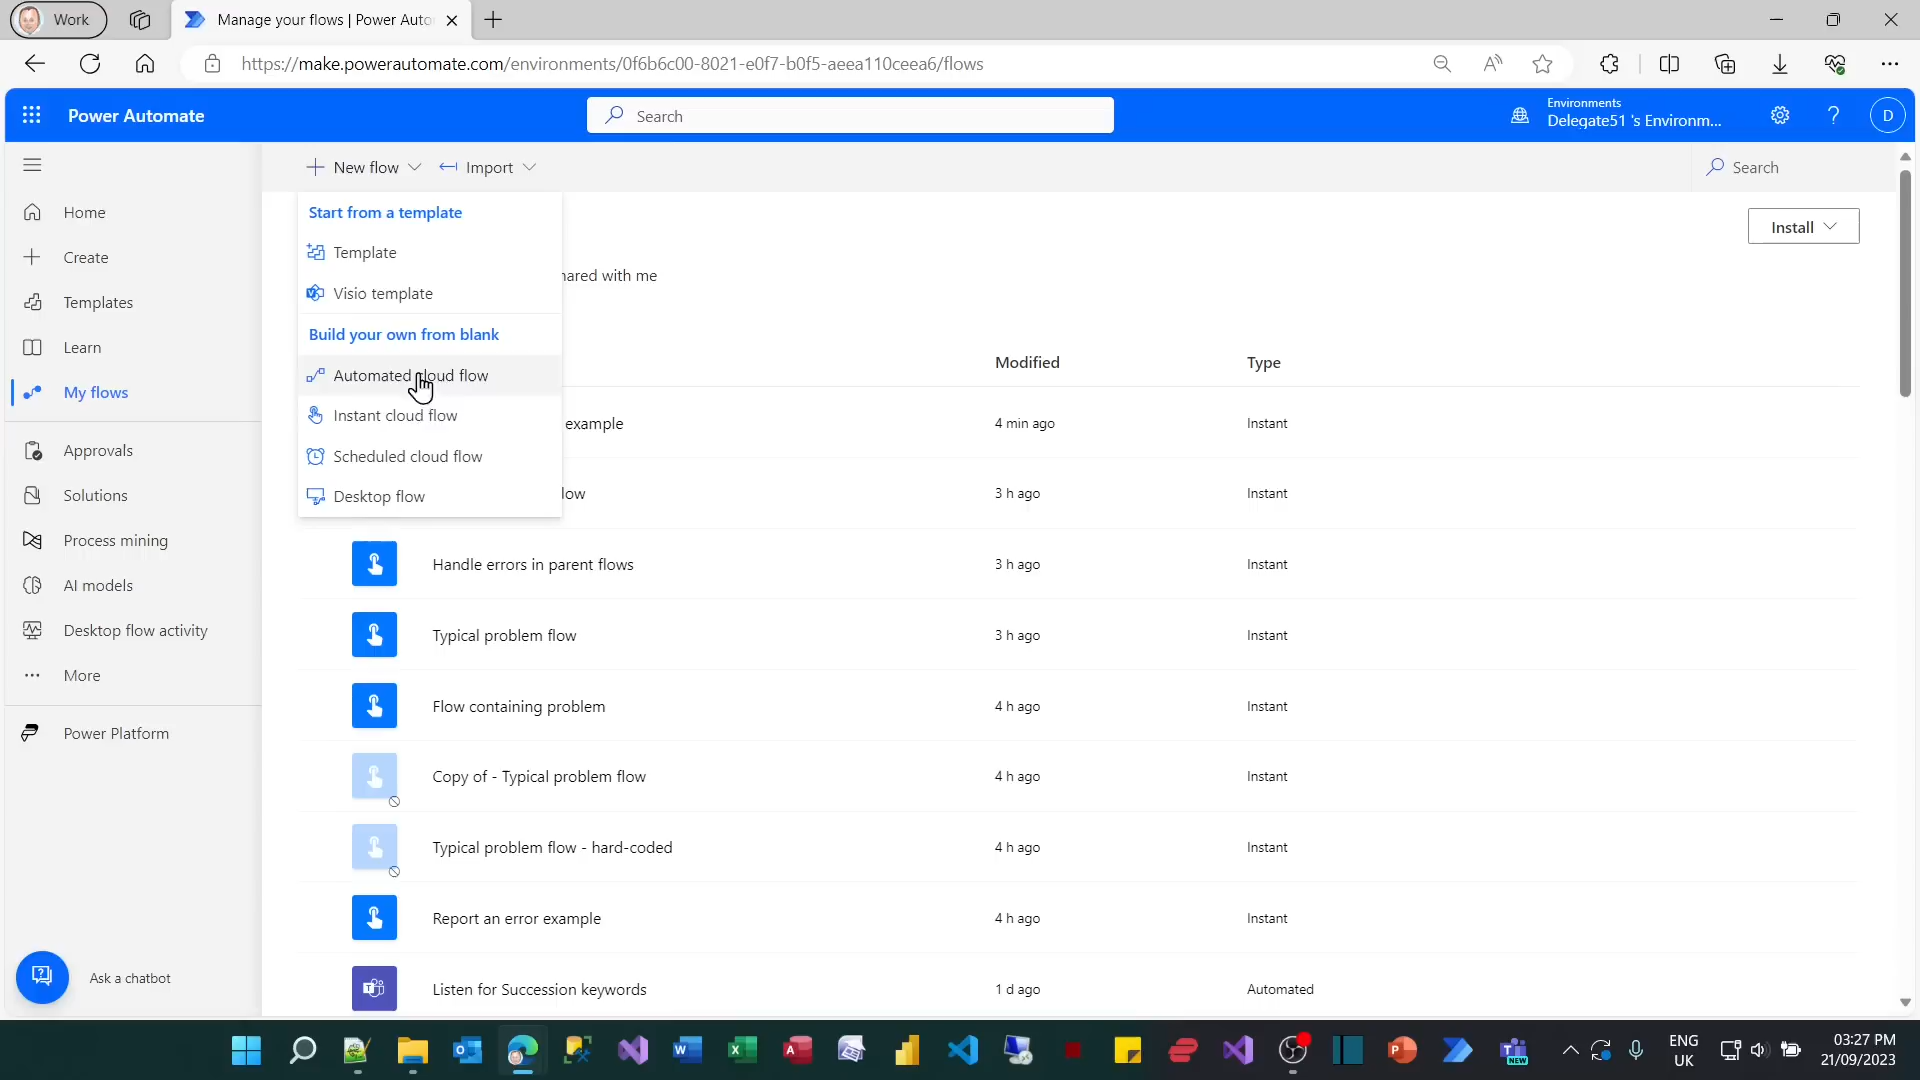 Work
Manage your flows | Power Auto
https://make.powerautomate.com/environments/0f6b6c00-8021-e0f7-b0f5-aeea110ceea6/flows
Power Automate
Search
Environments
Delegate51 's Environm...
?
D
New flow
Import
Search
Home
Create
Templates
Learn
My flows
Approvals
Solutions
Process mining
AI models
Desktop flow activity
More
Power Platform
Ask a chatbot
Start from a template
Template
Visio template
Build your own from blank
Automated cloud flow
Instant cloud flow
Scheduled cloud flow
Desktop flow
Install
hared with me
Modified
Type
example
4 min ago
Instant
low
3 h ago
Instant
Handle errors in parent flows
3 h ago
Instant
Typical problem flow
3 h ago
Instant
Flow containing problem
4 h ago
Instant
Copy of - Typical problem flow
4 h ago
Instant
Typical problem flow - hard-coded
4 h ago
Instant
Report an error example
4 h ago
Instant
Listen for Succession keywords
1 d ago
Automated
ENG
UK
03:27 PM
21/09/2023